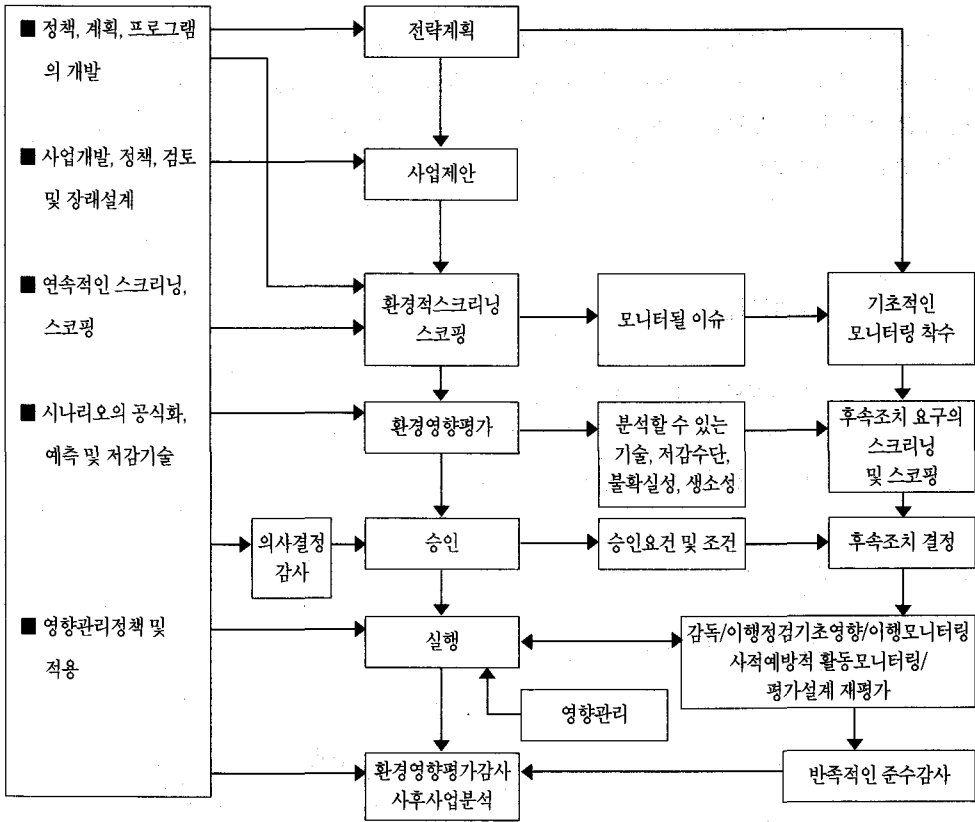 ■ 정책, 계획, 프로그램
의 개발
■ 사업개발, 정책, 검토
및 장래설계
■ 연속적인 스크리닝,
스코핑
■ 시나리오의 공식화,
예측 및 저감기술
■ 영향관리정책 및
적용
전략계획
사업제안
환경적스크리닝
스코핑
모니터될 이슈
기초적인
모니터링 착수
환경영향평가
분석할 수 있는
기술, 저감수단,
불확실성, 생소성
후속조치 요구의
스크리닝
및 스코핑
의사결정
감사
승인
승인요건 및 조건
후속조치 결정
실행
감독/이행정검기초영향/이행모니터링
사적예방적 활동모니터링/
평가설계 재평가
영향관리
환경영향평가감사
사후사업분석
반족적인 준수감사